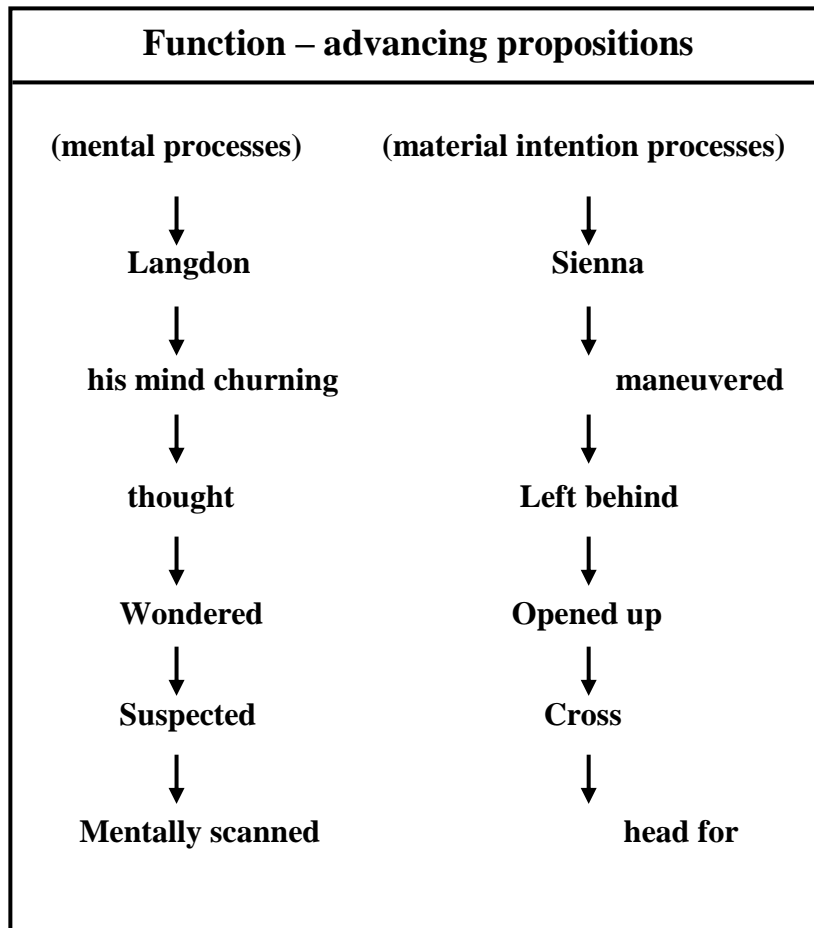 Function – advancing propositions
(mental processes) (material intention processes)
Langdon Sienna
his mind churning maneuvered
thought Left behind
Wondered Opened up
Suspected Cross
Mentally scanned head for